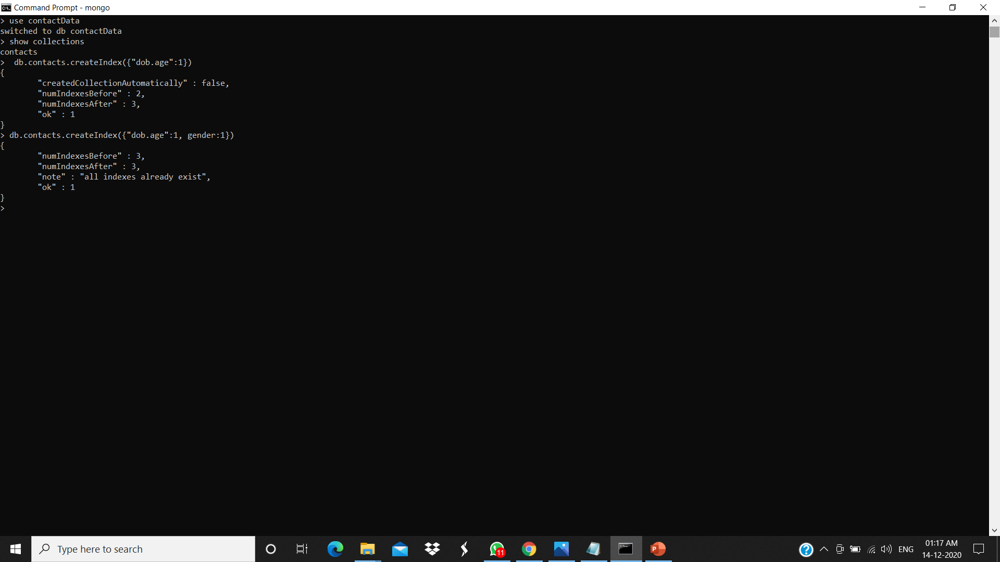 Command Prompt - mongo
> use contactData
switched to db contactData
> show collections
contacts
>  db.contacts.createIndex({"dob.age":1})
{
        "createdCollectionAutomatically" : false,
        "numIndexesBefore" : 2,
        "numIndexesAfter" : 3,
        "ok" : 1
}
> db.contacts.createIndex({"dob.age":1, gender:1})
{
        "numIndexesBefore" : 3,
        "numIndexesAfter" : 3,
        "note" : "all indexes already exist",
        "ok" : 1
}
>
Type here to search
11
P
?
ENG
01:17 AM
14-12-2020